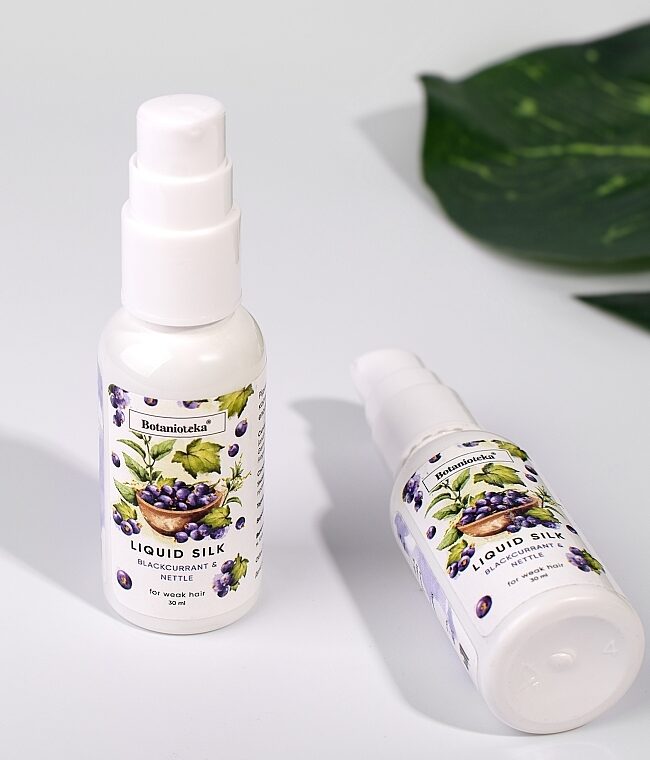 Botanioteka®
LIQUID SILK
BLACKCURRANT &
NETTLE
for weak hair
30 ml
Botanioteka®
LIQUID SILK
BLACKCURRANT &
NETTLE
for weak hair
30 ml
4